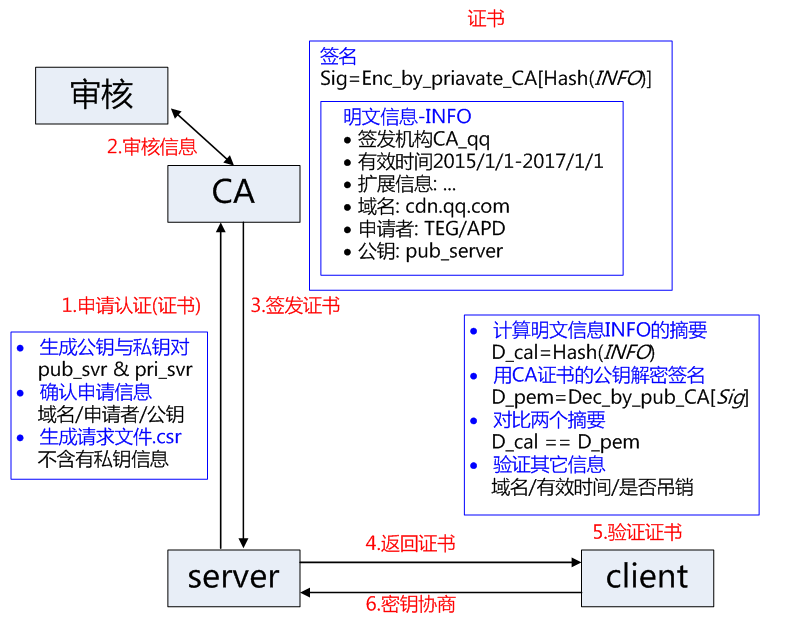 证书
签名
Sig=Enc_by_priavate_CA[Hash(INFO)]
明文信息-INFO
• 签发机构CA_qq
• 有效时间2015/1/1-2017/1/1
• 扩展信息: ...
• 域名: cdn.qq.com
• 申请者: TEG/APD
• 公钥: pub_server
审核
2.审核信息
CA
1.申请认证(证书)
3.签发证书
• 生成公钥与私钥对
pub_svr & pri_svr
• 确认申请信息
域名/申请者/公钥
• 生成请求文件.csr
不含有私钥信息
• 计算明文信息INFO的摘要
D_cal=Hash(INFO)
• 用CA证书的公钥解密签名
D_pem=Dec_by_pub_CA[Sig]
• 对比两个摘要
D_cal == D_pem
• 验证其它信息
域名/有效时间/是否吊销
5.验证证书
4.返回证书
server
client
6.密钥协商